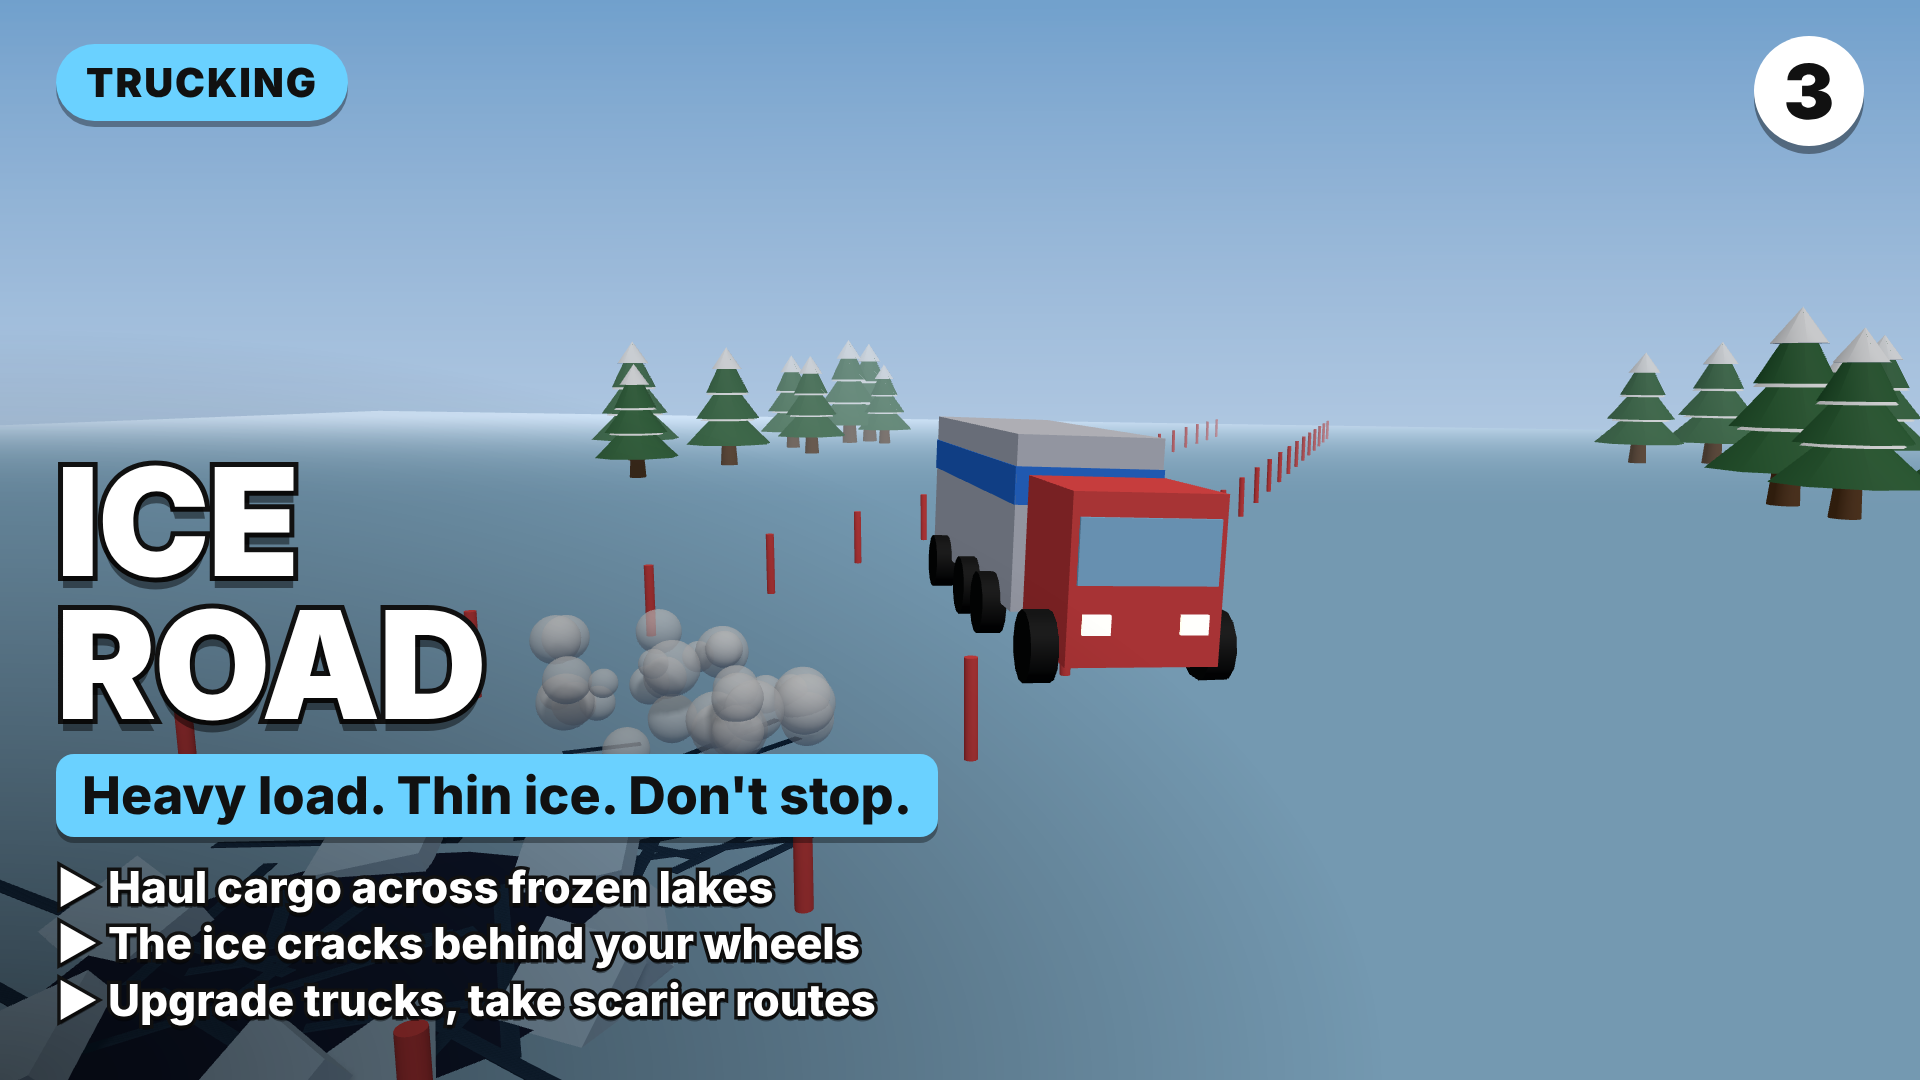 TRUCKING
3
ICE
ROAD
Heavy load. Thin ice. Don't stop.
▶ Haul cargo across frozen lakes
▶ The ice cracks behind your wheels
▶ Upgrade trucks, take scarier routes